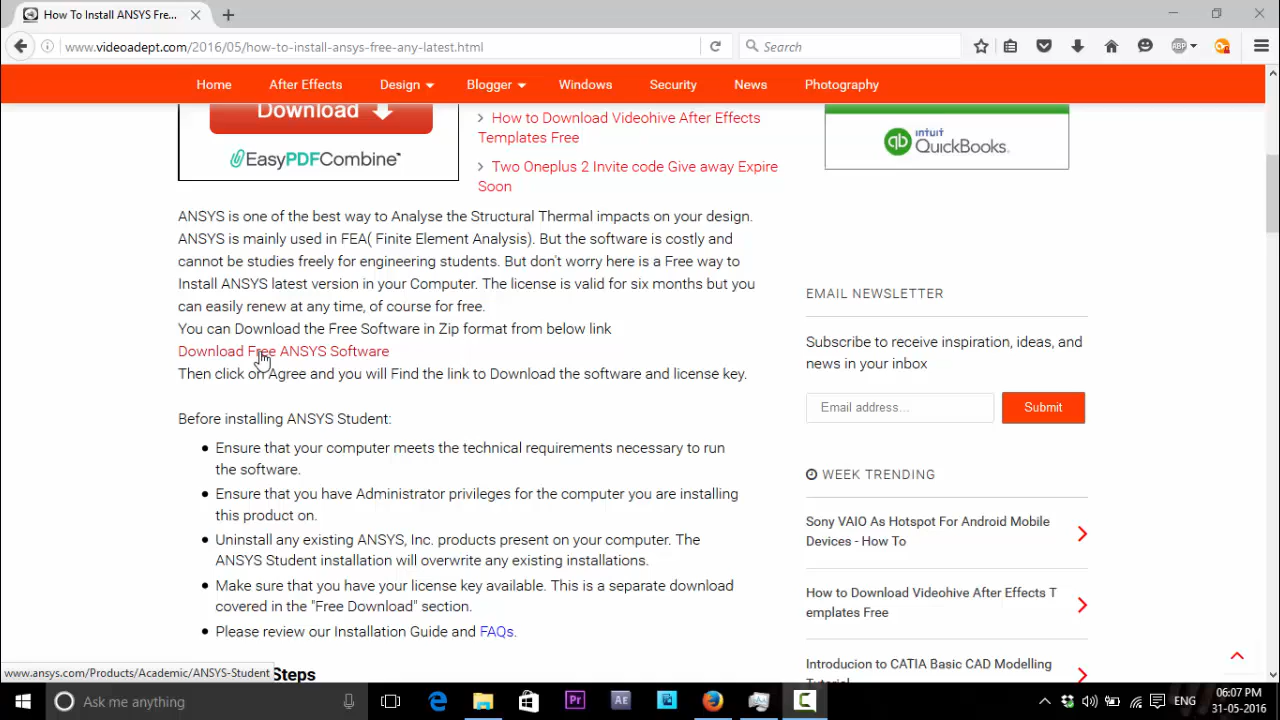 How To Install ANSYS Fre...
www.videoadept.com/2016/05/how-to-install-ansys-free-any-latest.html
Search
ABP
Home After Effects Design Blogger Windows Security News Photography
Download
EasyPDFCombine
How to Download Videohive After Effects
Templates Free
Two Oneplus 2 Invite code Give away Expire
Soon
intuit
qb QuickBooks
ANSYS is one of the best way to Analyse the Structural Thermal impacts on your design.
ANSYS is mainly used in FEA( Finite Element Analysis). But the software is costly and
cannot be studies freely for engineering students. But don't worry here is a Free way to
Install ANSYS latest version in your Computer. The license is valid for six months but you
can easily renew at any time, of course for free.
You can Download the Free Software in Zip format from below link
Download Free ANSYS Software
Then click on Agree and you will Find the link to Download the software and license key.
Before installing ANSYS Student:
Ensure that your computer meets the technical requirements necessary to run
the software.
Ensure that you have Administrator privileges for the computer you are installing
this product on.
Uninstall any existing ANSYS, Inc. products present on your computer. The
ANSYS Student installation will overwrite any existing installations.
Make sure that you have your license key available. This is a separate download
covered in the "Free Download" section.
Please review our Installation Guide and FAQs.
Steps
EMAIL NEWSLETTER
Subscribe to receive inspiration, ideas, and
news in your inbox
Email address... Submit
WEEK TRENDING
Sony VAIO As Hotspot For Android Mobile
Devices - How To
How to Download Videohive After Effects T
emplates Free
Introducion to CATIA Basic CAD Modelling
www.ansys.com/Products/Academic/ANSYS-Student
Ask me anything
Pr
Ae
ENG
06:07 PM
31-05-2016